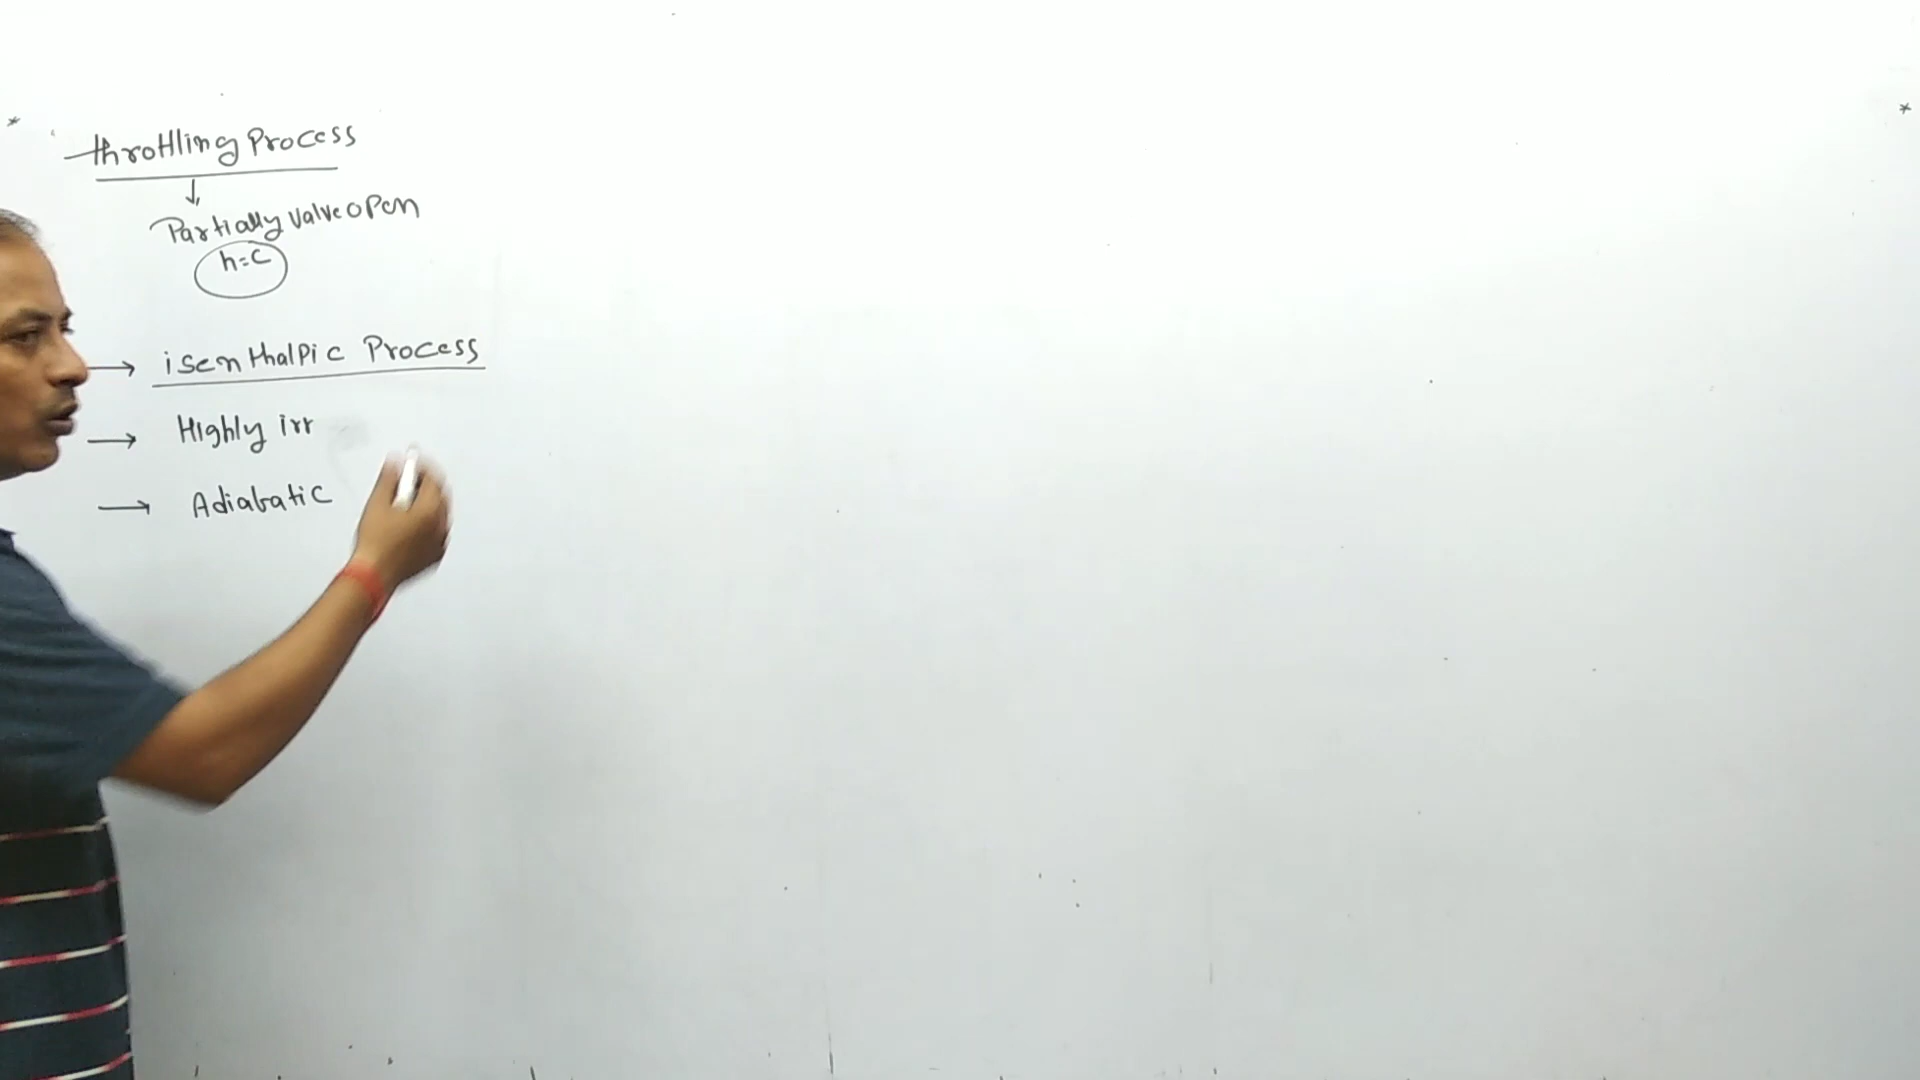 throttling Process
↓
Partially valve open
h=c
→ isenthalpic Process
→ Highly irr
→ Adiabatic